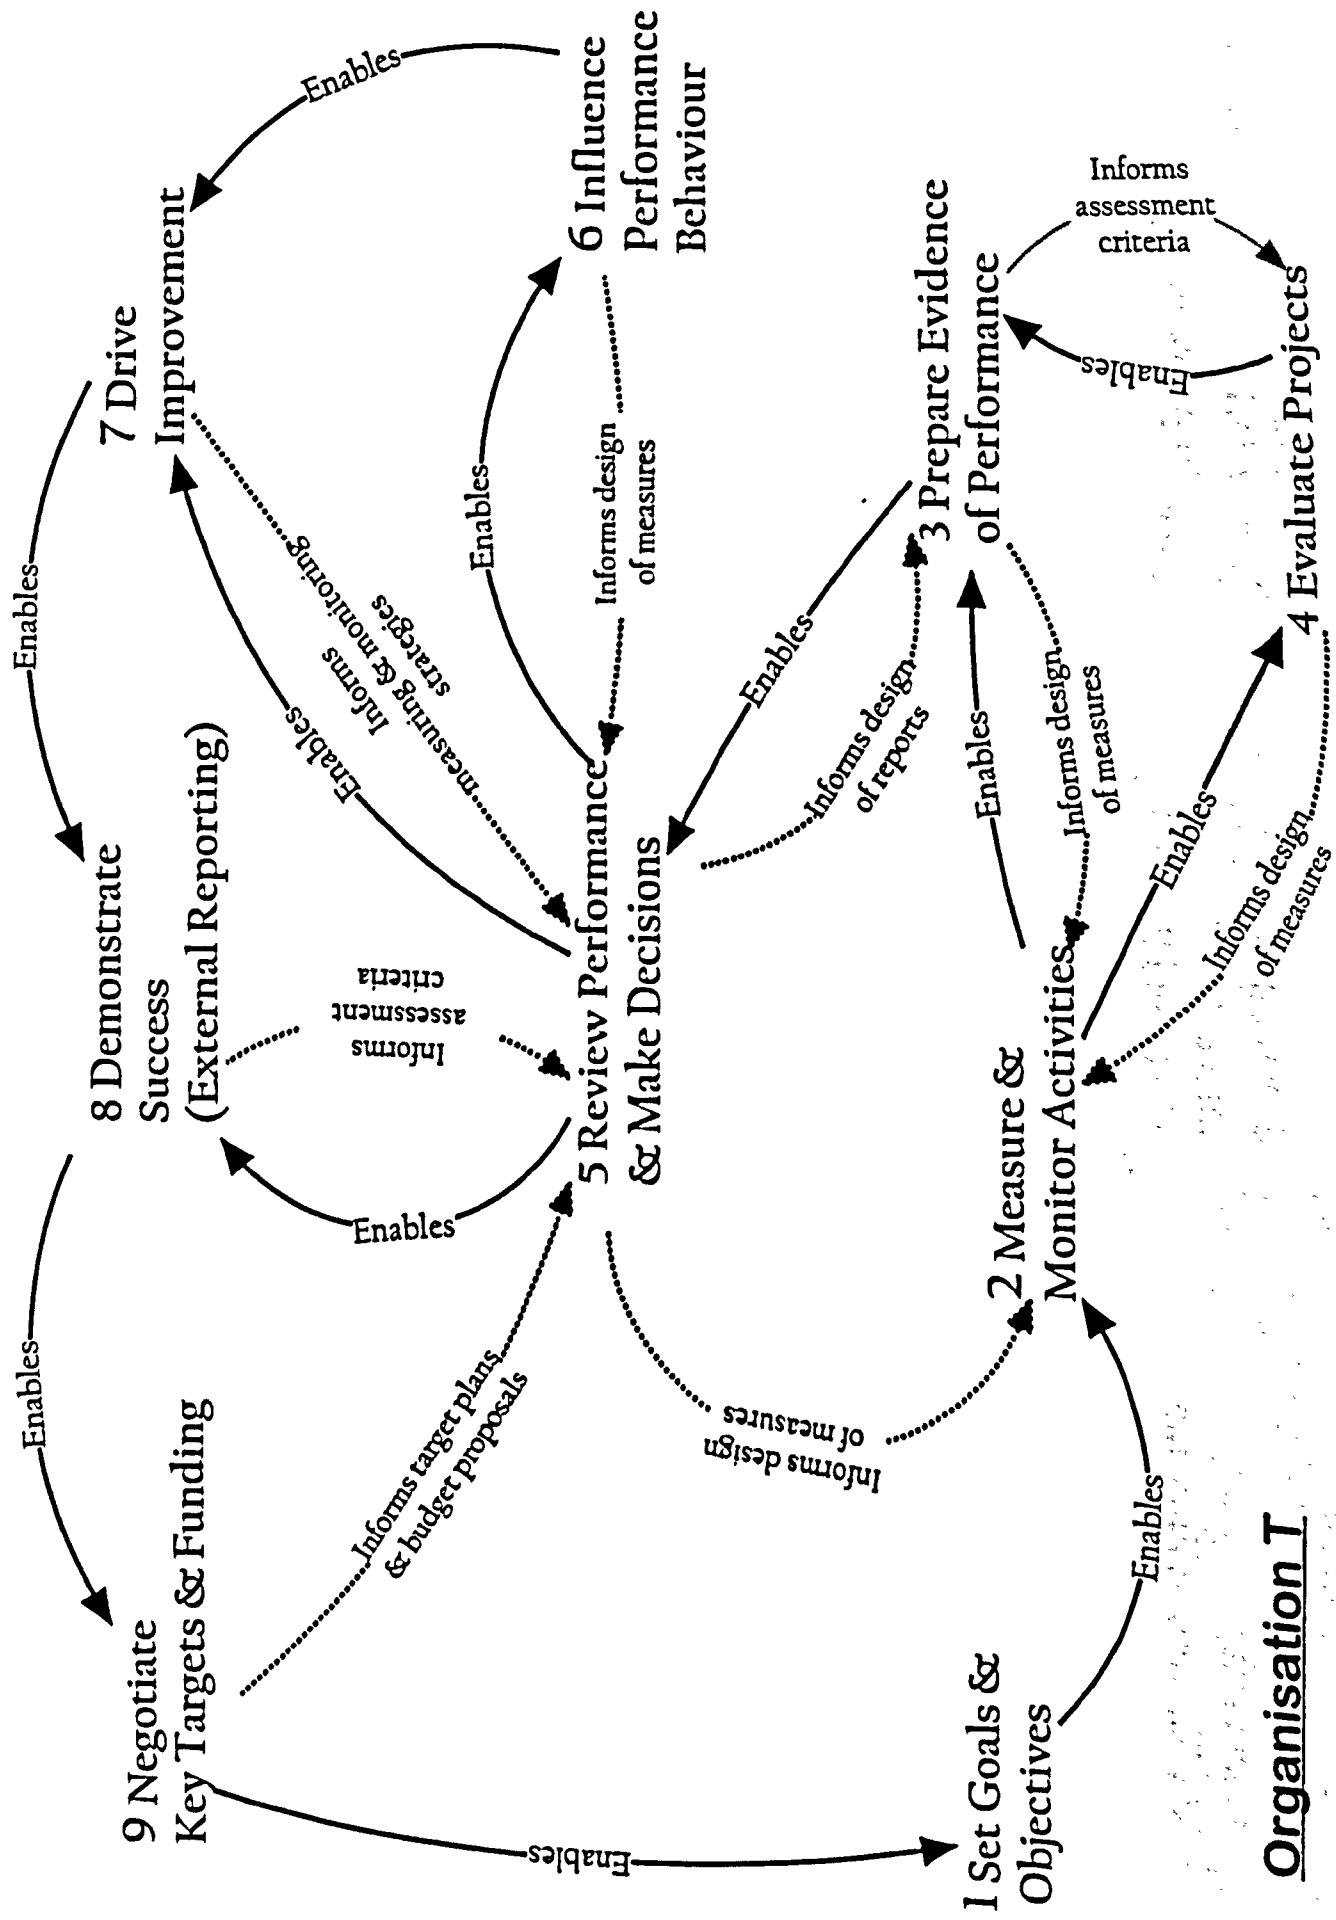 9 Negotiate
Key Targets & Funding
Enables
8 Demonstrate
Success
(External Reporting)
Enables
7 Drive
Improvement
Enables
Informs target plans
& budget proposals
Enables
Informs
assessment
criteria
Enables
Informs
measuring & monitoring
strategies
Enables
5 Review Performance
& Make Decisions
Enables
Informs design
of measures
6 Influence
Performance
Behaviour
Enables
Informs design
of measures
Informs design
of reports
Enables
1 Set Goals &
Objectives
Enables
2 Measure &
Monitor Activities
Enables
Informs design
of measures
3 Prepare Evidence
of Performance
Enables
Informs design
of measures
Enables
Informs
assessment
criteria
4 Evaluate Projects
Organisation T